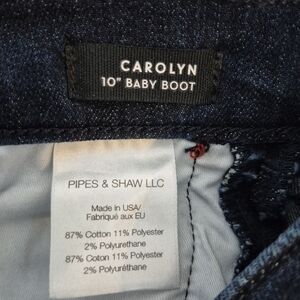 CAROLYN
10" BABY BOOT
PIPES & SHAW LLC
Made in USA/
Fabriqué aux EU
87% Cotton 11% Polyester
2% Polyurethane
87% Cotton 11% Polyester
2% Polyuréthane